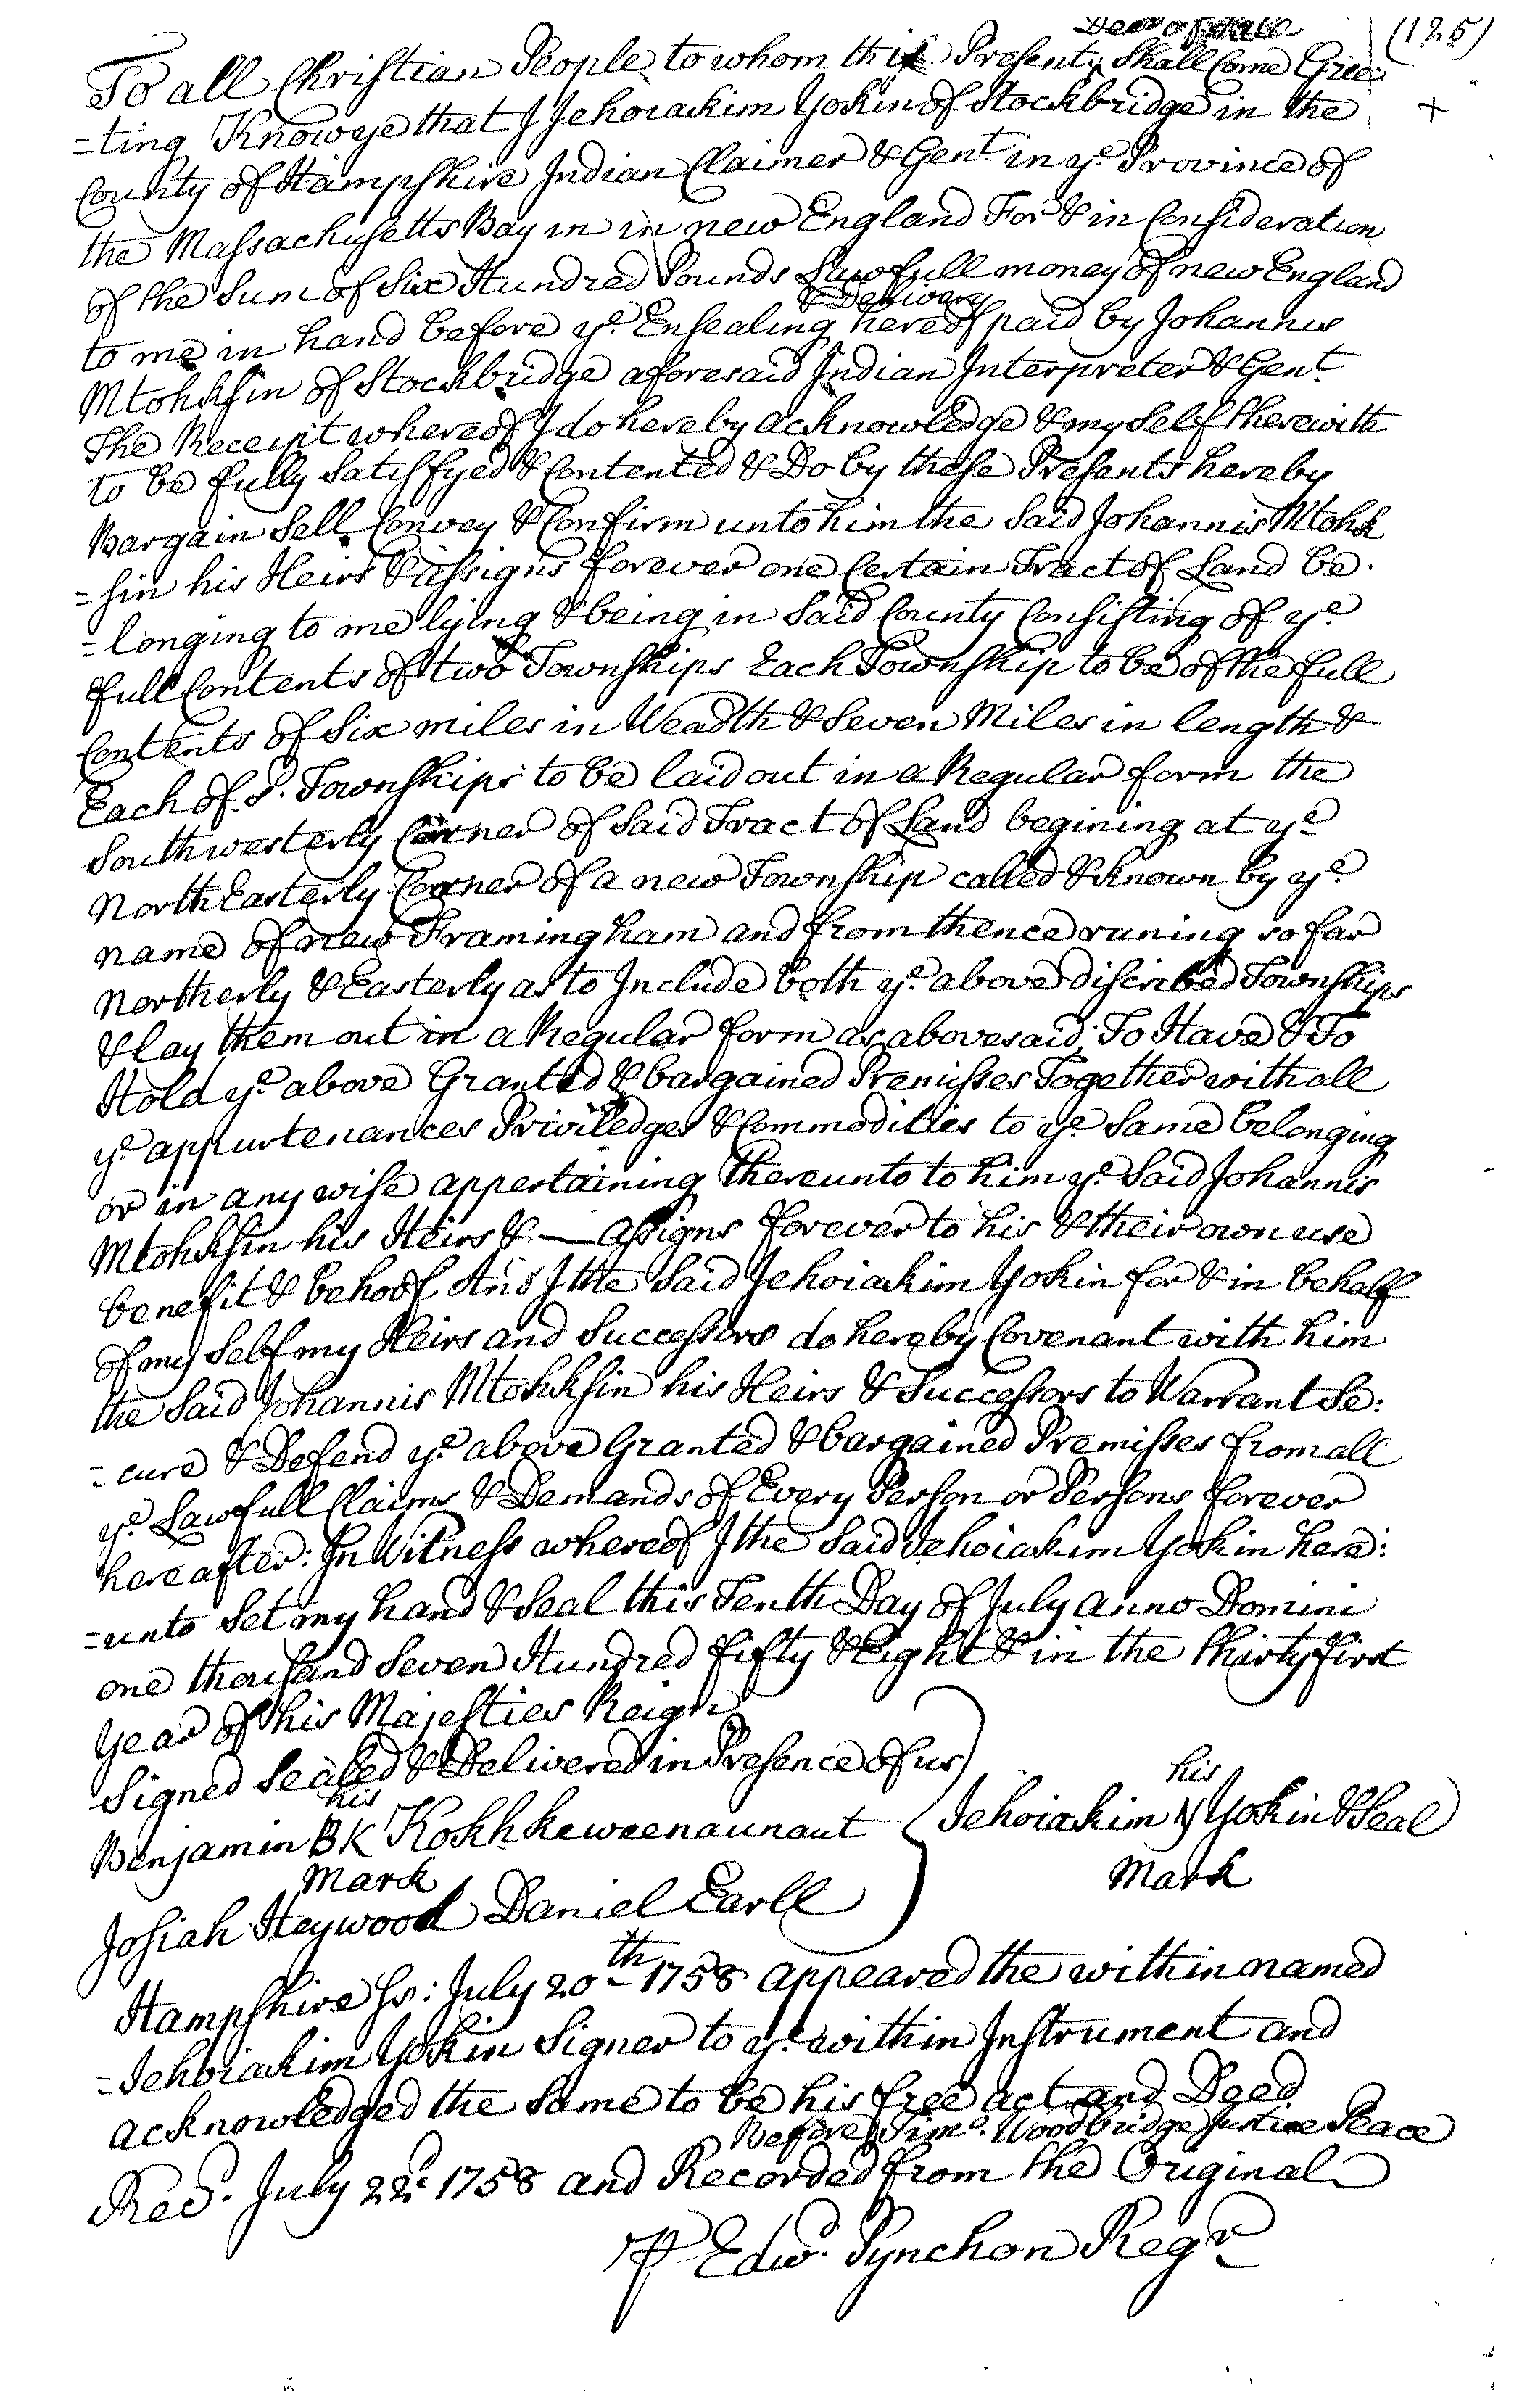 Deed of Sale
(125)
To all Christian People to whom this Presents Shall Come Gree:
=ting Know ye that I Jehoiakim Yokin of Stockbridge in the
County of Hampshire Indian Claimer & Gent. in ye. Province of
the Massachusetts Bay in in new England For & in Consideration
of the Sum of Six Hundred Pounds Lawfull money of new England
& Delivery
to me in hand before ye. Ensealing hereof paid by Johannis
Mtohksin of Stockbridge aforesaid Indian Interpreter & Gent.
The Receipt whereof I do hereby acknowledge & my Self therewith
to be fully Satisfyed & Contented & Do by these Presents hereby
Bargain Sell Convey & Confirm unto him the Said Johannis Mtohk
=sin his Heirs & assigns forever one Certain Tract of Land be.
=longing to me lying & being in Said County Consisting of ye.
full Contents of two Townships Each Township to be of the full
Contents of Six miles in Weadth & Seven Miles in length &
Each of Sd. Townships to be laid out in a Regular form the
Southwesterly Corner of Said Tract of Land begining at ye.
North Easterly Corner of a new Township called & known by ye.
name of new Framingham and from thence runing so far
Northerly & Easterly as to Include both ye. above discribed Townships
& lay them out in a Regular form as abovesaid. To Have & To
Hold ye. above Granted & bargained Premisses Together with all
ye. appurtenances Priviledges & Commodities to ye. Same belonging
or in any wise appertaining thereunto to him ye. Said Johannis
Mtohksin his Heirs & — assigns forever to his & their own use
benefit & behoof And I the Said Jehoiakim Yokin for & in behalf
of my Self my Heirs and Successors do hereby Covenant with him
the Said Johannis Mtohksin his Heirs & Successors to Warrant Se:
=cure & Defend ye. above Granted & bargained Premisses from all
ye. Lawfull Claims & Demands of Every Person or Persons forever
hereafter: In Witness whereof I the Said Jehoiakim Yokin here:
=unto Set my hand & Seal this Tenth Day of July anno Domini
one thousand Seven Hundred fifty & Eight & in the thirty first
Year of his Majesties Reign
Signed Sealed & Delivered in Presence of us
his his
Benjamin BK Kokhkeweenaunaut Jehoiakim Yokin & Seal
Mark Mark
Josiah Heywood Daniel Earll
Hampshire Ss: July 20th 1758 appeared the within named
=Jehoiakim Yokin Signer to ye. within Instrument and
acknowledged the Same to be his free act and Deed
Before Timo. Woodbridge Justice Peace
Recd. July 22d. 1758 and Recorded from the Original
⅌ Edwd. Pynchon Regr.